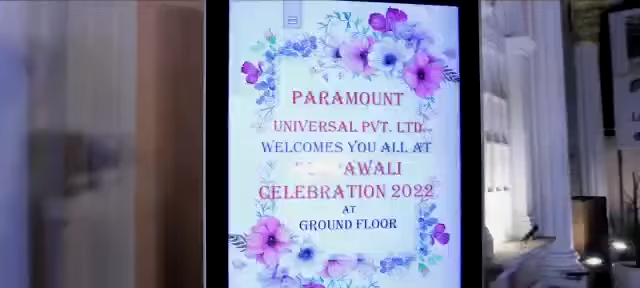 PARAMOUNT
UNIVERSAL PVT. LTD.
WELCOMES YOU ALL AT
CELEBRATION 2022
AT
GROUND FLOOR